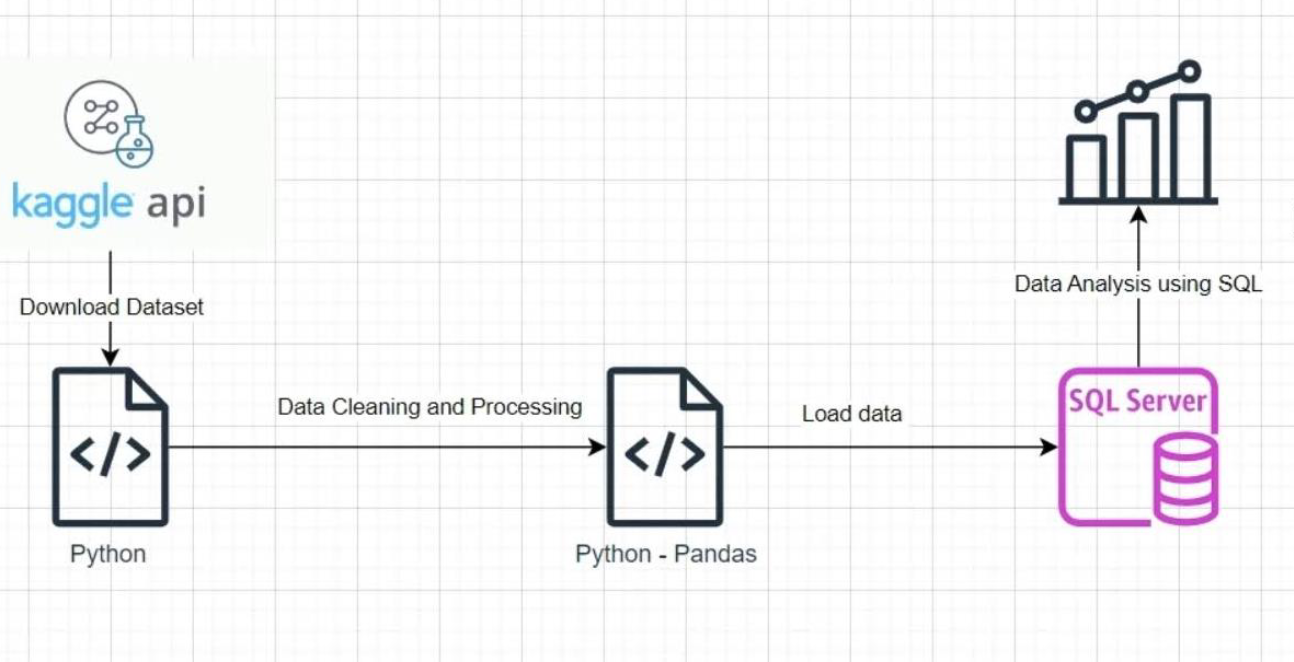 kaggle api
Download Dataset
Python
Data Cleaning and Processing
Python - Pandas
Load data
SQL Server
Data Analysis using SQL